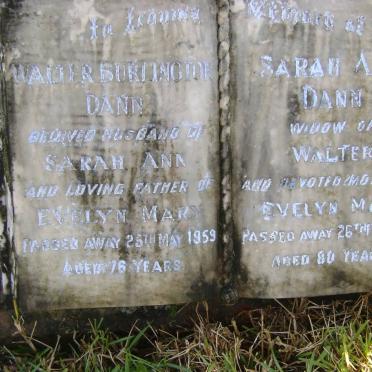 In Loving
WALTER BURLINGTON
DANN
BELOVED HUSBAND OF
SARAH ANN
AND LOVING FATHER OF
EVELYN MARY
PASSED AWAY 25TH MAY 1959
AGED 76 YEARS
Memory of
SARAH A
DANN
WIDOW O
WALTER
AND DEVOTED MO
EVELYN M
PASSED AWAY 26TH
AGED 80 YEAR